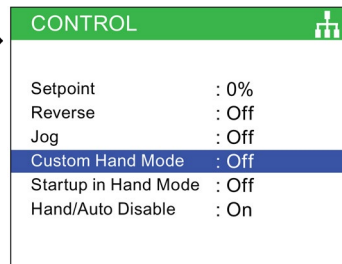 CONTROL
Setpoint : 0%
Reverse : Off
Jog : Off
Custom Hand Mode : Off
Startup in Hand Mode : Off
Hand/Auto Disable : On